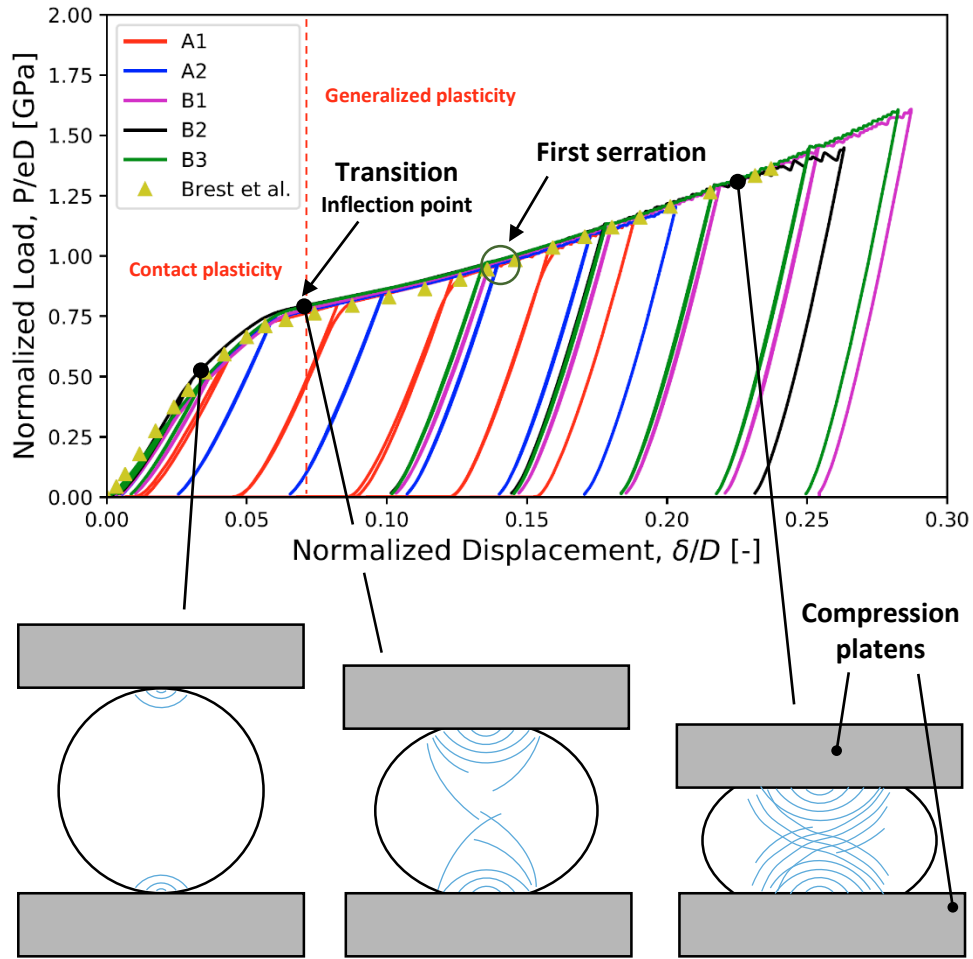 2.00
1.75
1.50
1.25
1.00
0.75
0.50
0.25
0.00
Normalized Load, P/eD [GPa]
A1
A2
B1
B2
B3
Brest et al.
Generalized plasticity
Contact plasticity
Transition
Inflection point
First serration
0.00 0.05 0.10 0.15 0.20 0.25 0.30
Normalized Displacement, δ/D [-]
Compression
platens